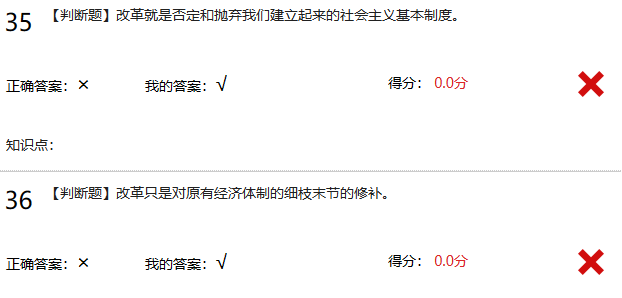 35 【判断题】改革就是否定和抛弃我们建立起来的社会主义基本制度。
正确答案：× 我的答案：√ 得分： 0.0分
知识点：
36 【判断题】改革只是对原有经济体制的细枝末节的修补。
正确答案：× 我的答案：√ 得分： 0.0分